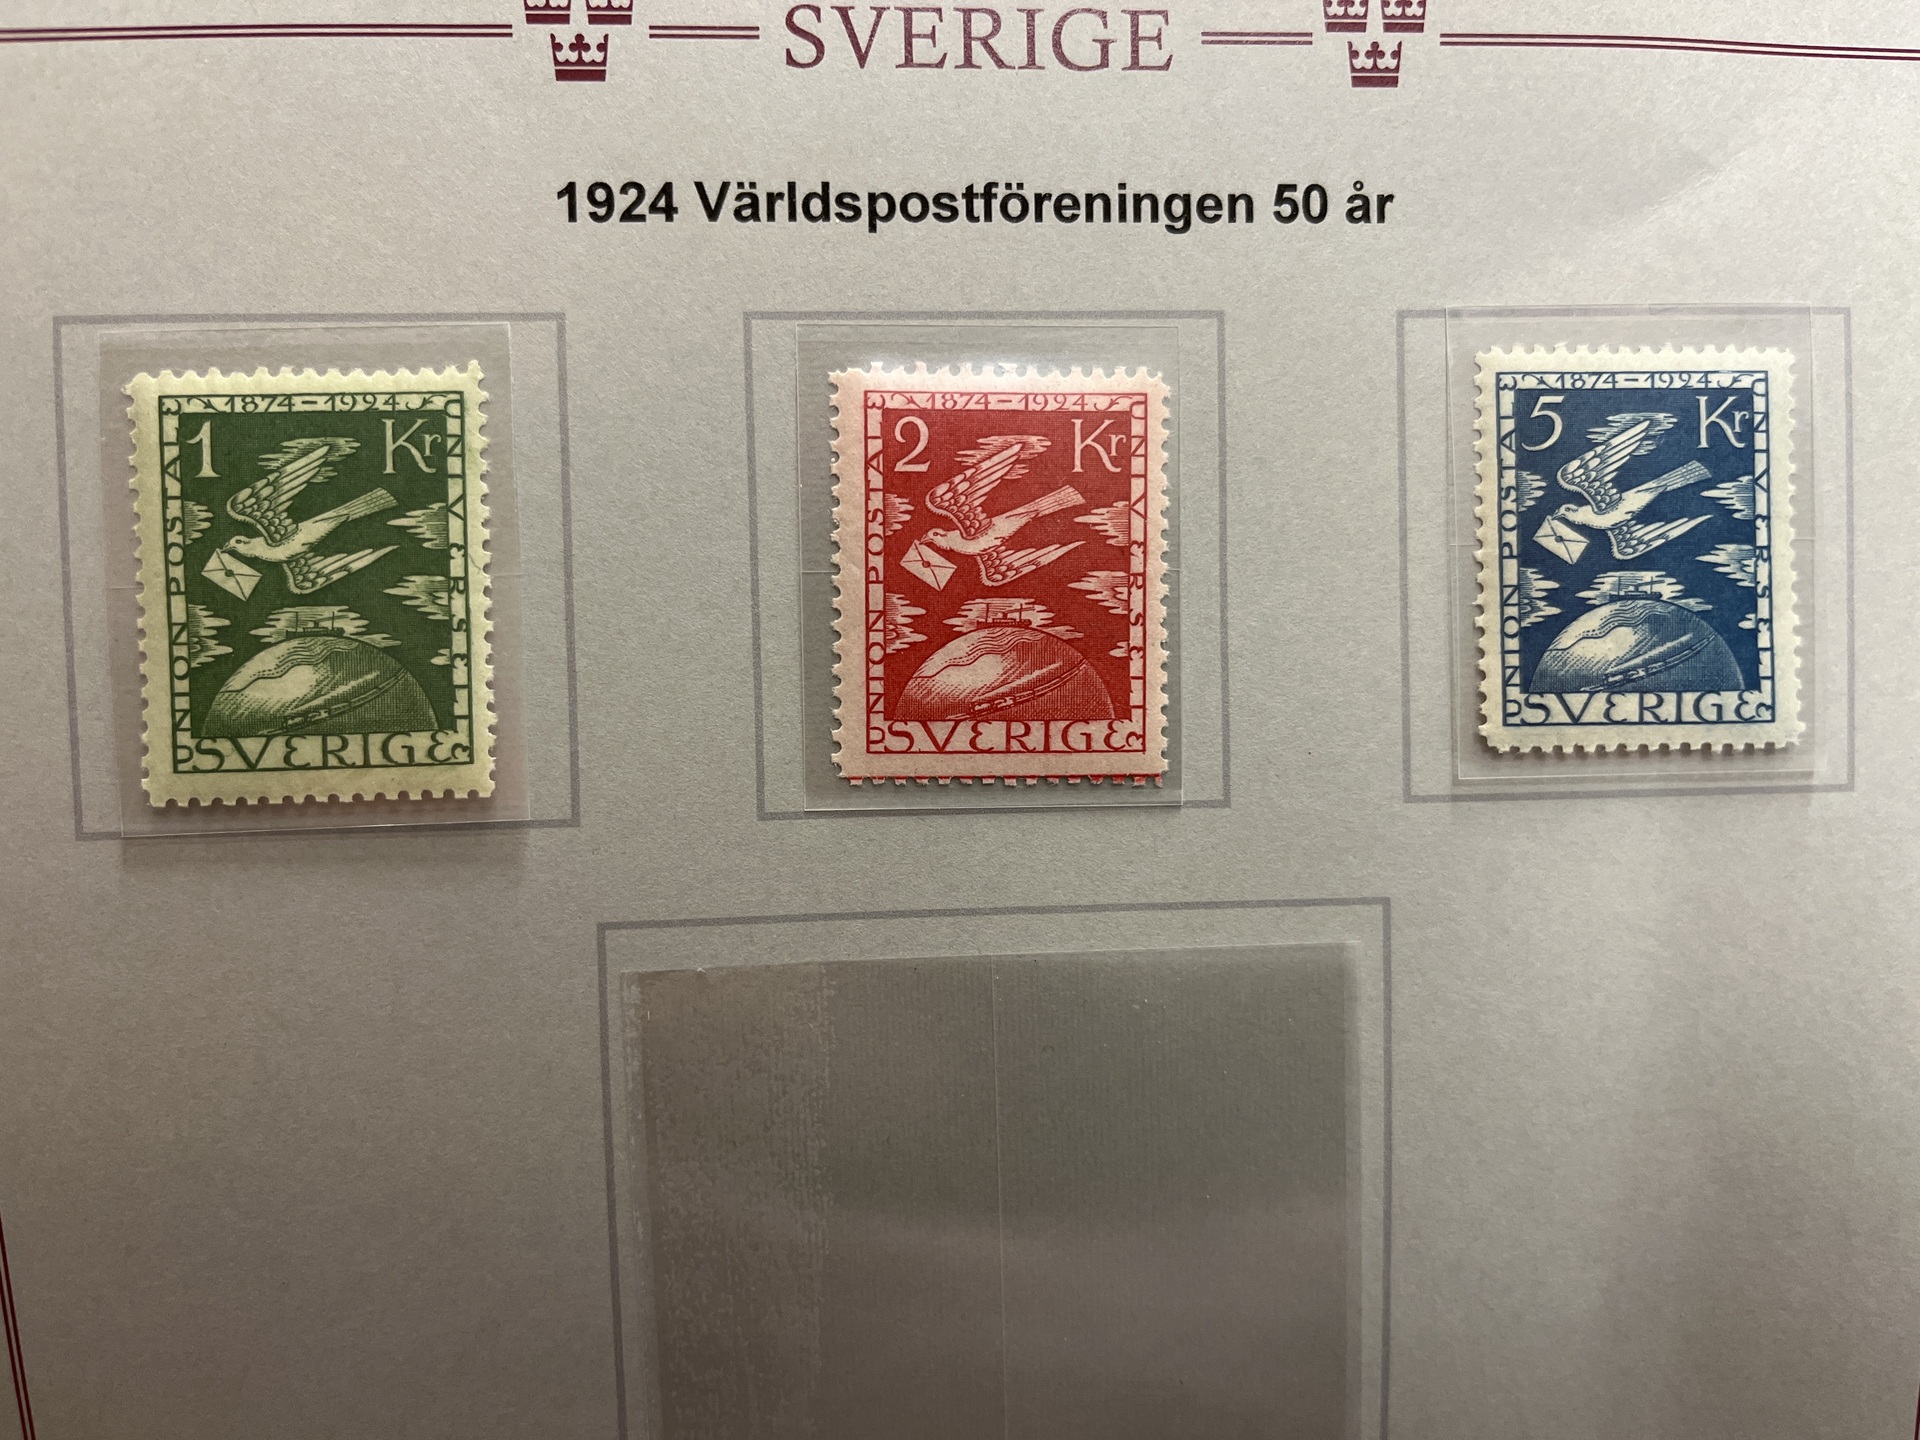 SVERIGE
1924 Världspostföreningen 50 år
1874-1924
1 Kr
UNION POSTALE
UNIVERSELLE
SVERIGE
1874-1924
2 Kr
UNION POSTALE
UNIVERSELLE
SVERIGE
1874-1924
5 Kr
UNION POSTALE
UNIVERSELLE
SVERIGE